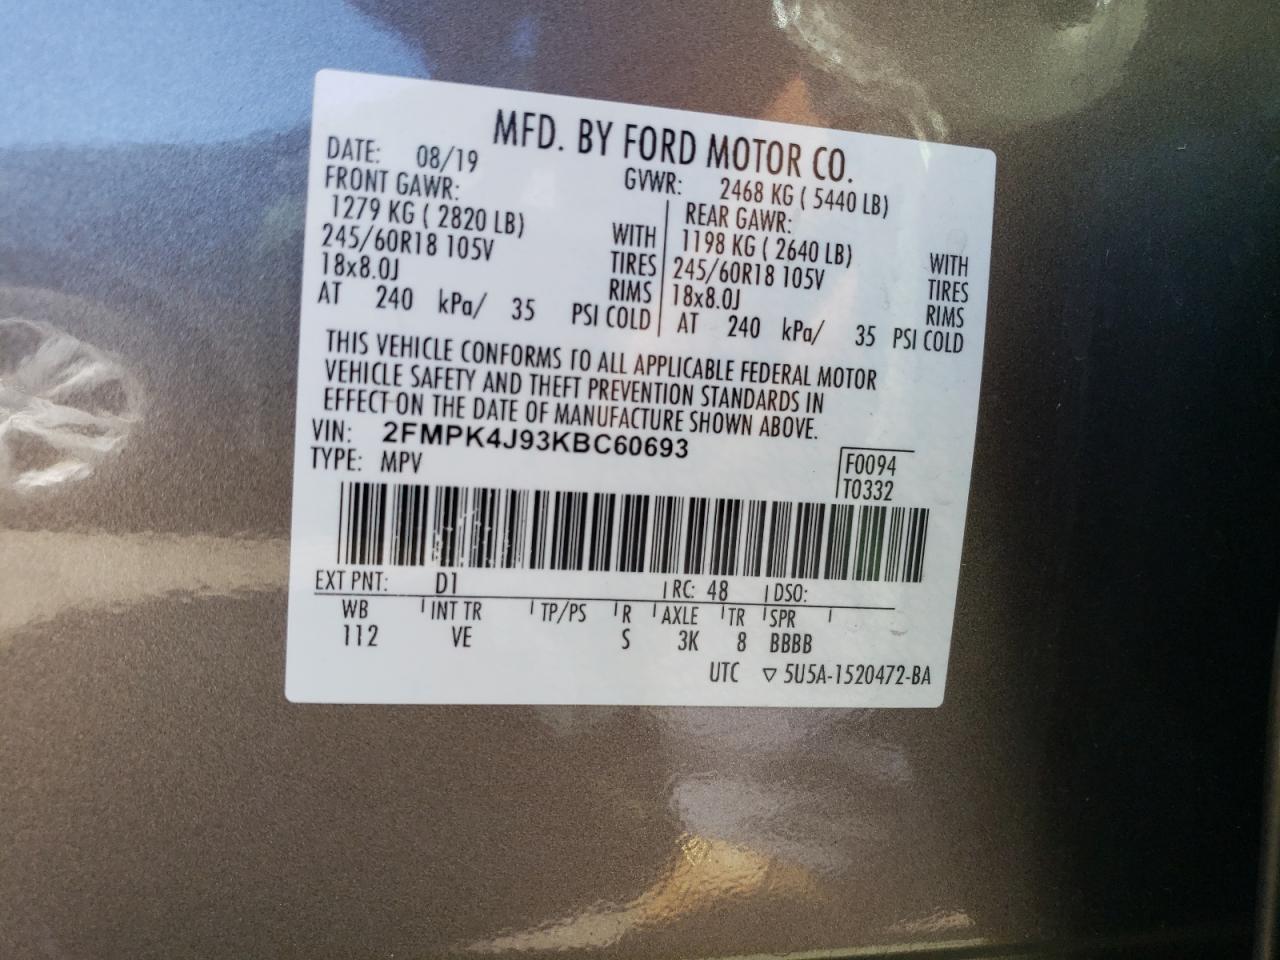 MFD. BY FORD MOTOR CO.
DATE: 08/19 GVWR: 2468 KG ( 5440 LB)
FRONT GAWR: REAR GAWR:
1279 KG ( 2820 LB) WITH 1198 KG ( 2640 LB) WITH
245/60R18 105V TIRES 245/60R18 105V TIRES
18x8.0J RIMS 18x8.0J RIMS
AT 240 kPa/ 35 PSI COLD AT 240 kPa/ 35 PSI COLD
THIS VEHICLE CONFORMS TO ALL APPLICABLE FEDERAL MOTOR
VEHICLE SAFETY AND THEFT PREVENTION STANDARDS IN
EFFECT ON THE DATE OF MANUFACTURE SHOWN ABOVE.
VIN: 2FMPK4J93KBC60693
TYPE: MPV F0094
T0332
EXT PNT: D1 RC: 48 DSO:
WB INT TR TP/PS R AXLE TR SPR
112 VE S 3K 8 BBBB
UTC ▽ 5U5A-1520472-BA